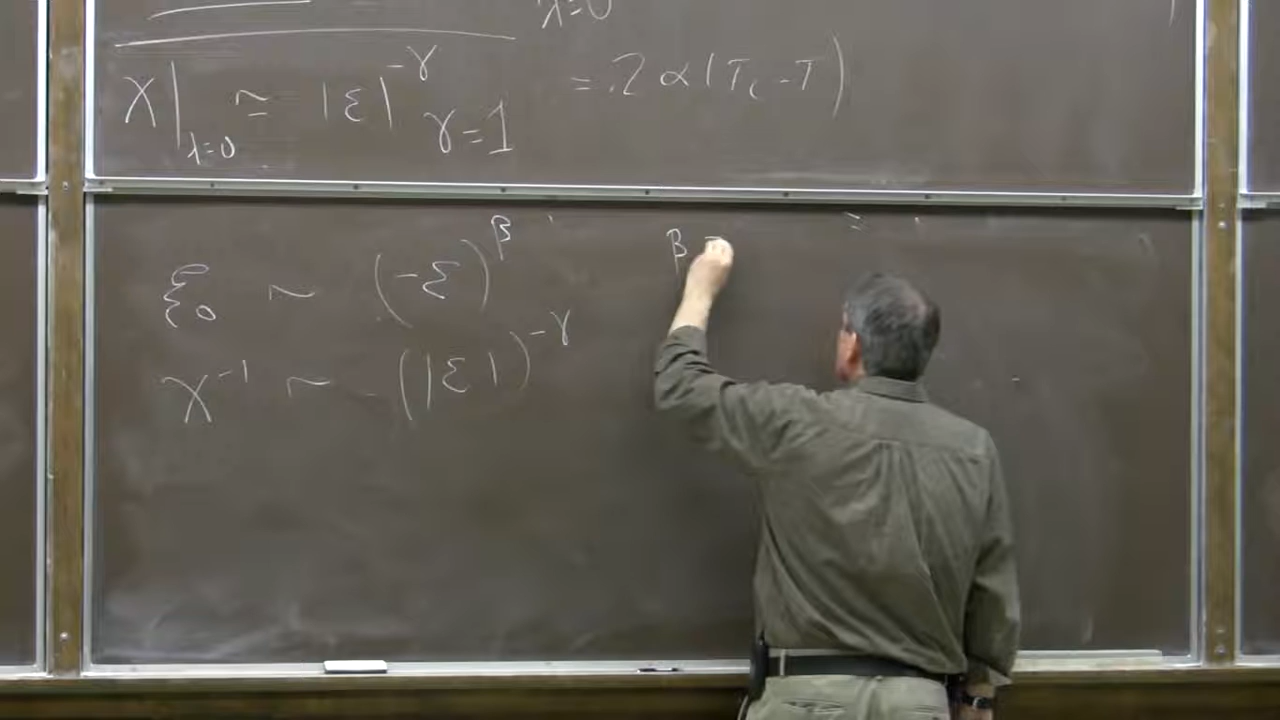 λ=0
χ|λ=0 ≃ |ε|^-γ γ=1
= 2α(Tc-T)
ξ0 ~ (-ε)^β
β =
χ^-1 ~ (|ε|)^-γ